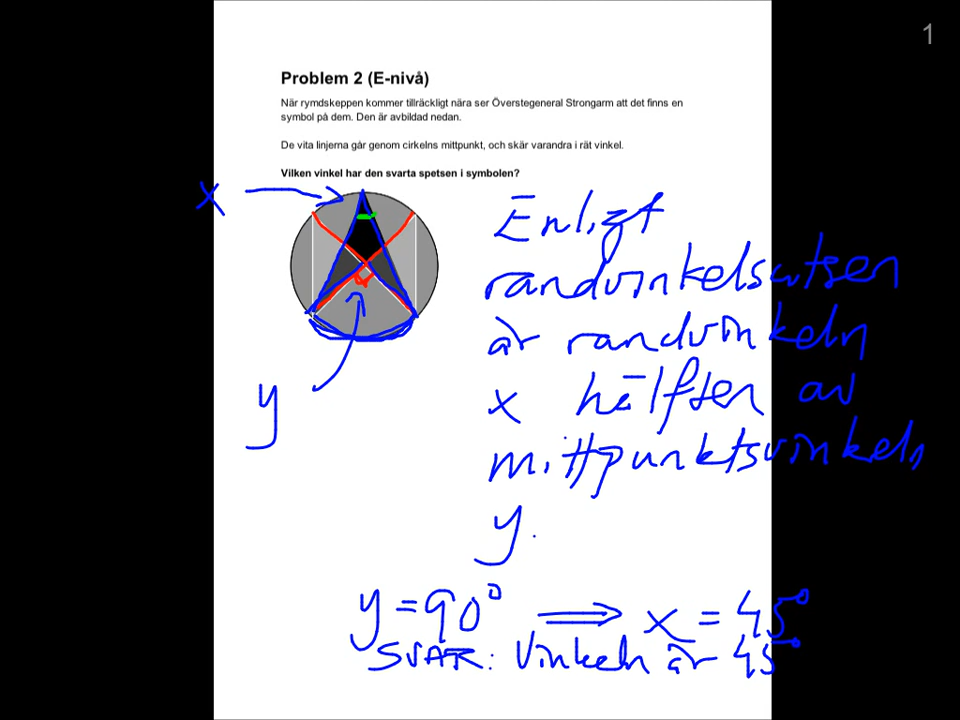 1
Problem 2 (E-nivå)
När rymdskeppen kommer tillräckligt nära ser Överstegeneral Strongarm att det finns en
symbol på dem. Den är avbildad nedan.
De vita linjerna går genom cirkelns mittpunkt, och skär varandra i rät vinkel.
Vilken vinkel har den svarta spetsen i symbolen?
x
y
Enligt
randvinkelsatsen
är randvinkeln
x hälften av
mittpunktsvinkeln
y.
y = 90° ⟹ x = 45°
SVAR: Vinkeln är 45°